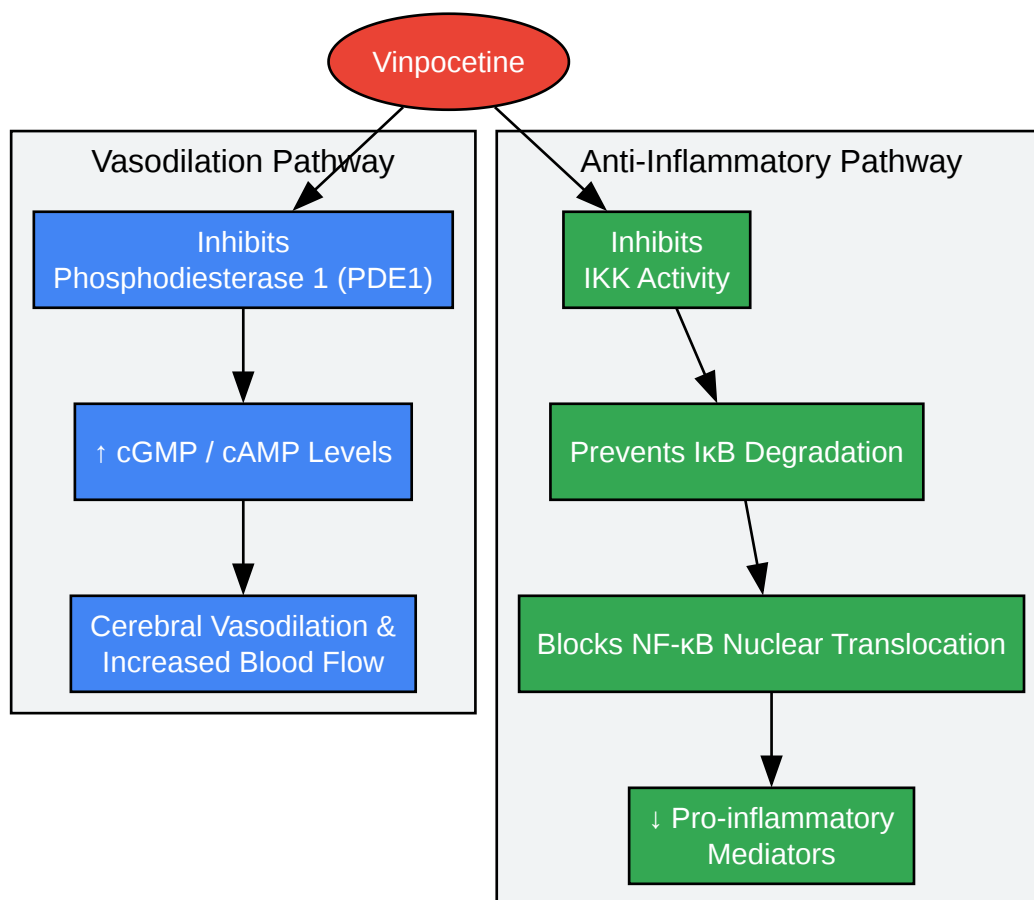 Vinpocetine
Vasodilation Pathway
Inhibits
Phosphodiesterase 1 (PDE1)
↑ cGMP / cAMP Levels
Cerebral Vasodilation &
Increased Blood Flow
Anti-Inflammatory Pathway
Inhibits
IKK Activity
Prevents IκB Degradation
Blocks NF-κB Nuclear Translocation
↓ Pro-inflammatory
Mediators